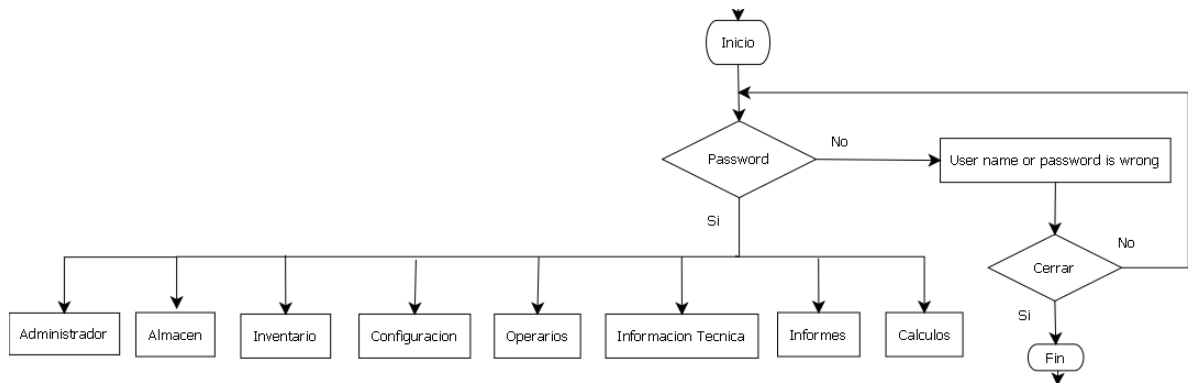 Inicio
No
Password
User name or password is wrong
Si
No
Cerrar
Si
Administrador
Almacen
Inventario
Configuracion
Operarios
Informacion Tecnica
Informes
Calculos
Fin